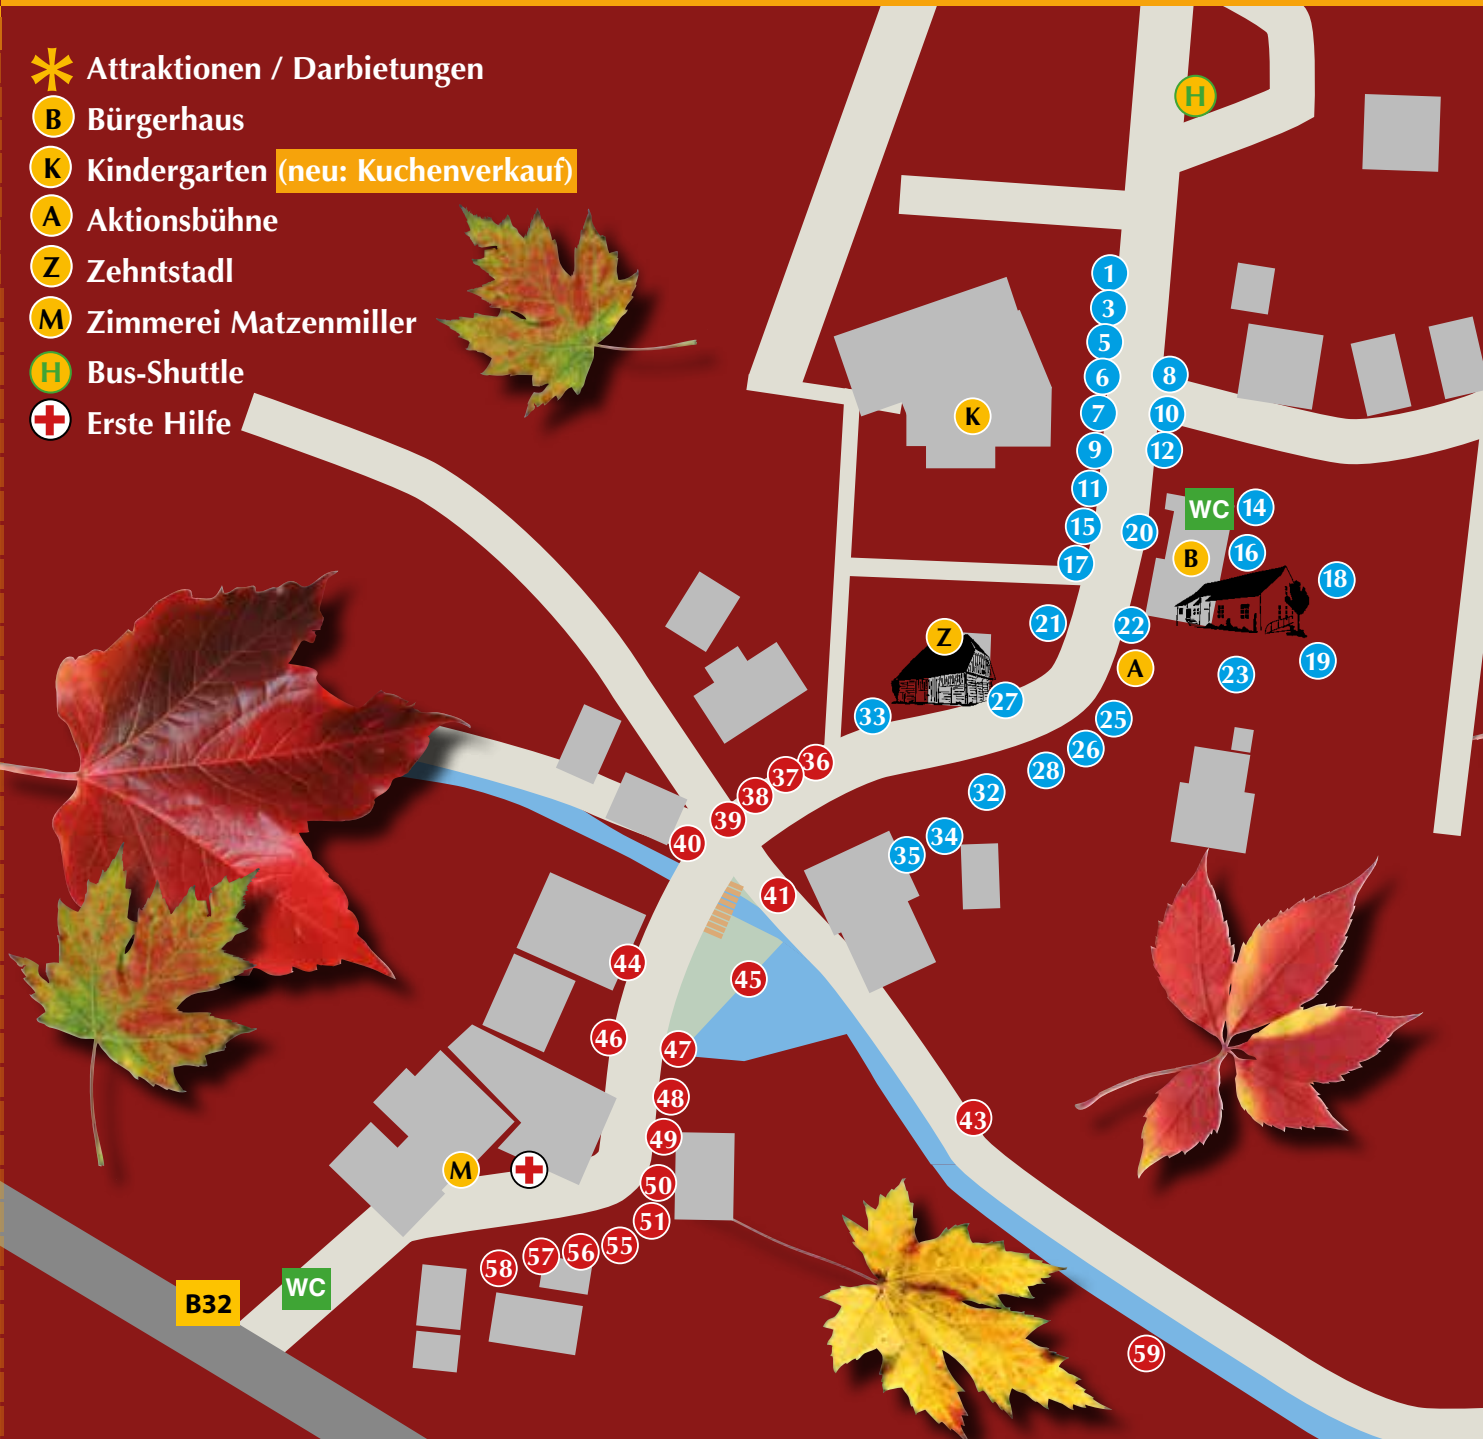 Attraktionen / Darbietungen
B Bürgerhaus
K Kindergarten (neu: Kuchenverkauf)
A Aktionsbühne
Z Zehntstadl
M Zimmerei Matzenmiller
H Bus-Shuttle
Erste Hilfe
H
1
3
5
6
8
7
10
K
9
12
11
WC
14
15
20
17
B
16
18
21
22
Z
A
19
23
27
33
25
26
36
37
28
38
32
39
34
40
35
41
44
45
46
47
48
43
49
M
50
51
55
56
57
58
WC
B32
59